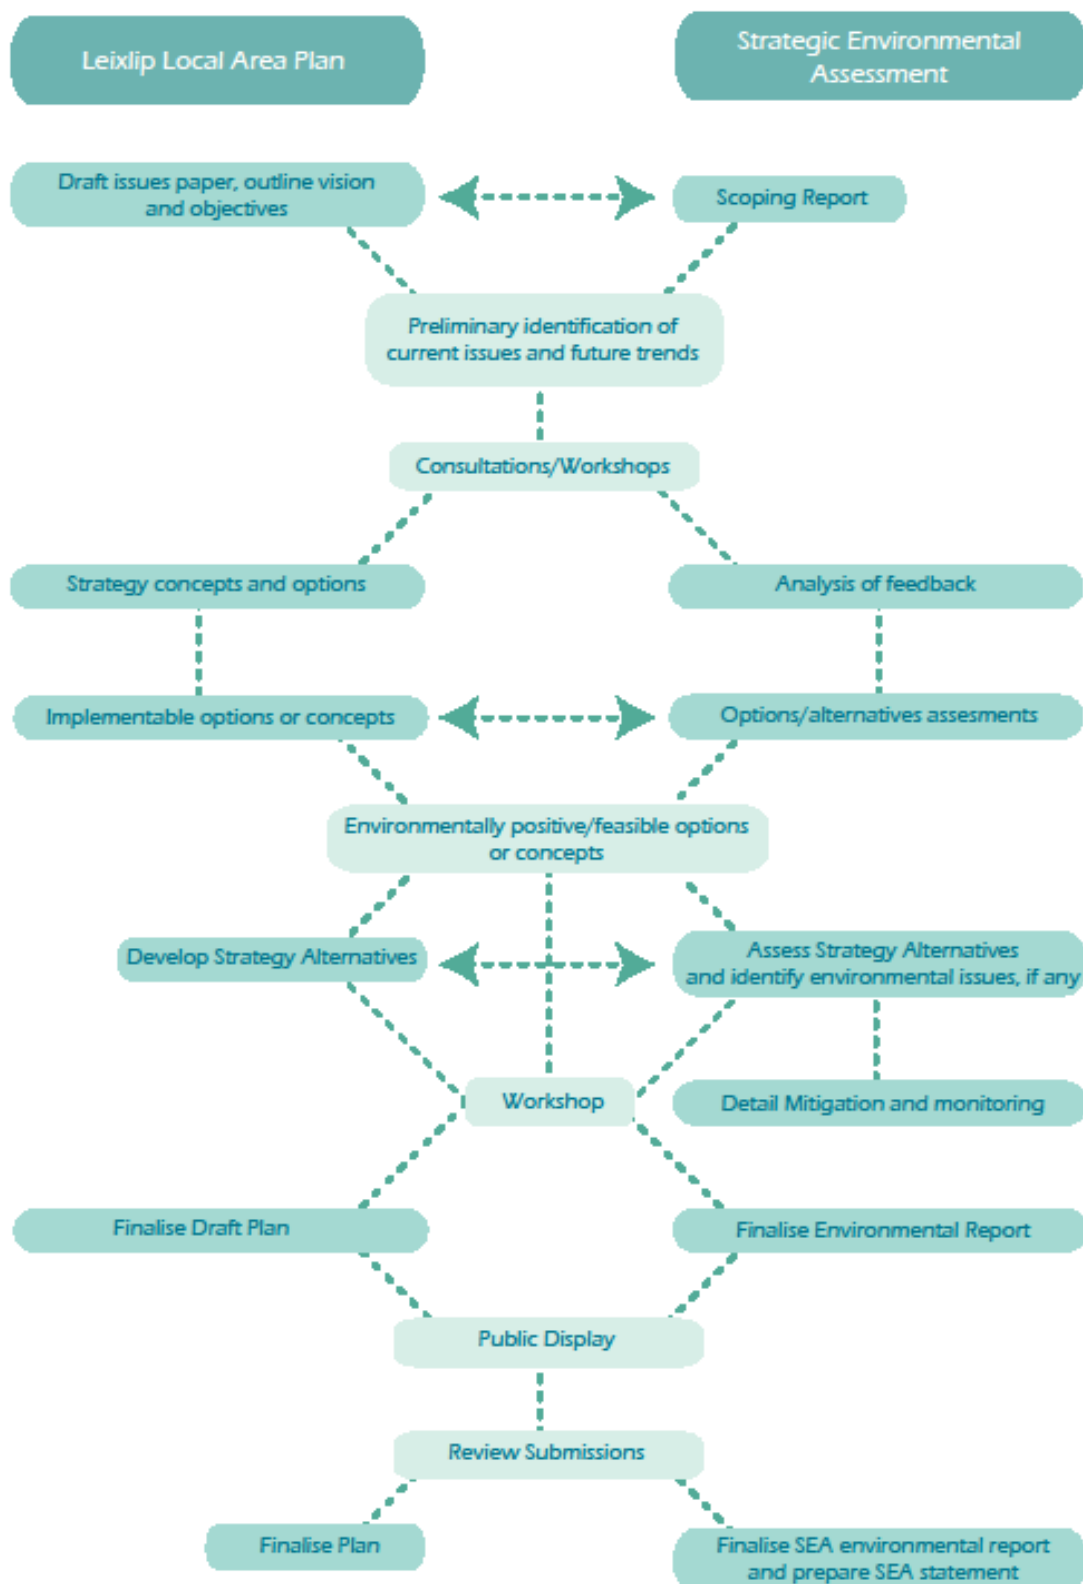 Leixlip Local Area Plan
Strategic Environmental
Assessment
Draft issues paper, outline vision
and objectives
Scoping Report
Preliminary identification of
current issues and future trends
Consultations/Workshops
Strategy concepts and options
Analysis of feedback
Implementable options or concepts
Options/alternatives assesments
Environmentally positive/feasible options
or concepts
Develop Strategy Alternatives
Assess Strategy Alternatives
and identify environmental issues, if any
Workshop
Detail Mitigation and monitoring
Finalise Draft Plan
Finalise Environmental Report
Public Display
Review Submissions
Finalise Plan
Finalise SEA environmental report
and prepare SEA statement